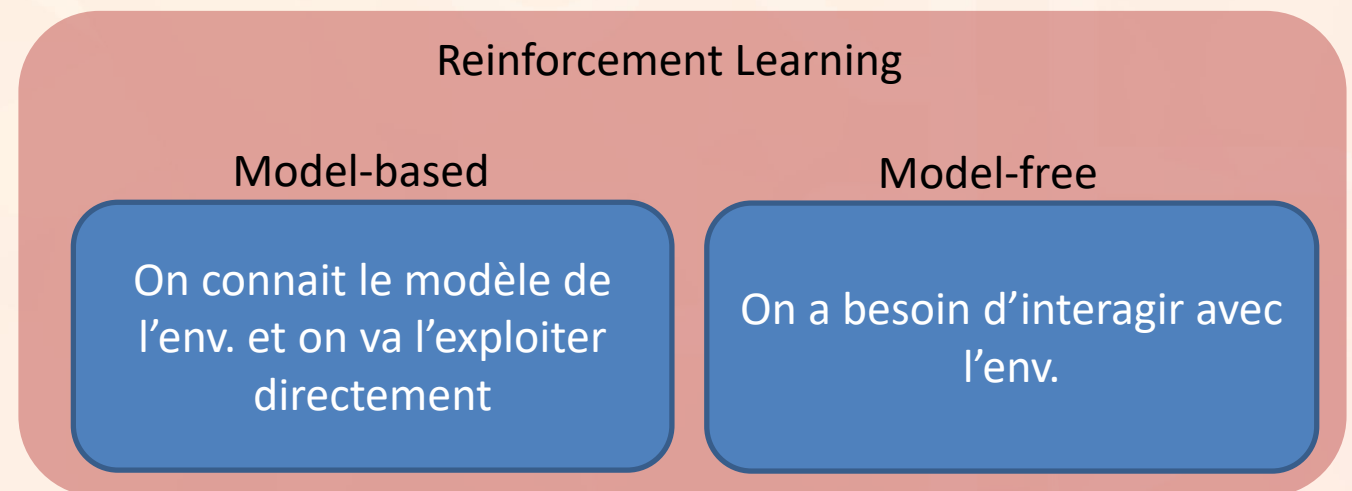 Reinforcement Learning
Model-based
Model-free
On connait le modèle de
l’env. et on va l’exploiter
directement
On a besoin d’interagir avec
l’env.